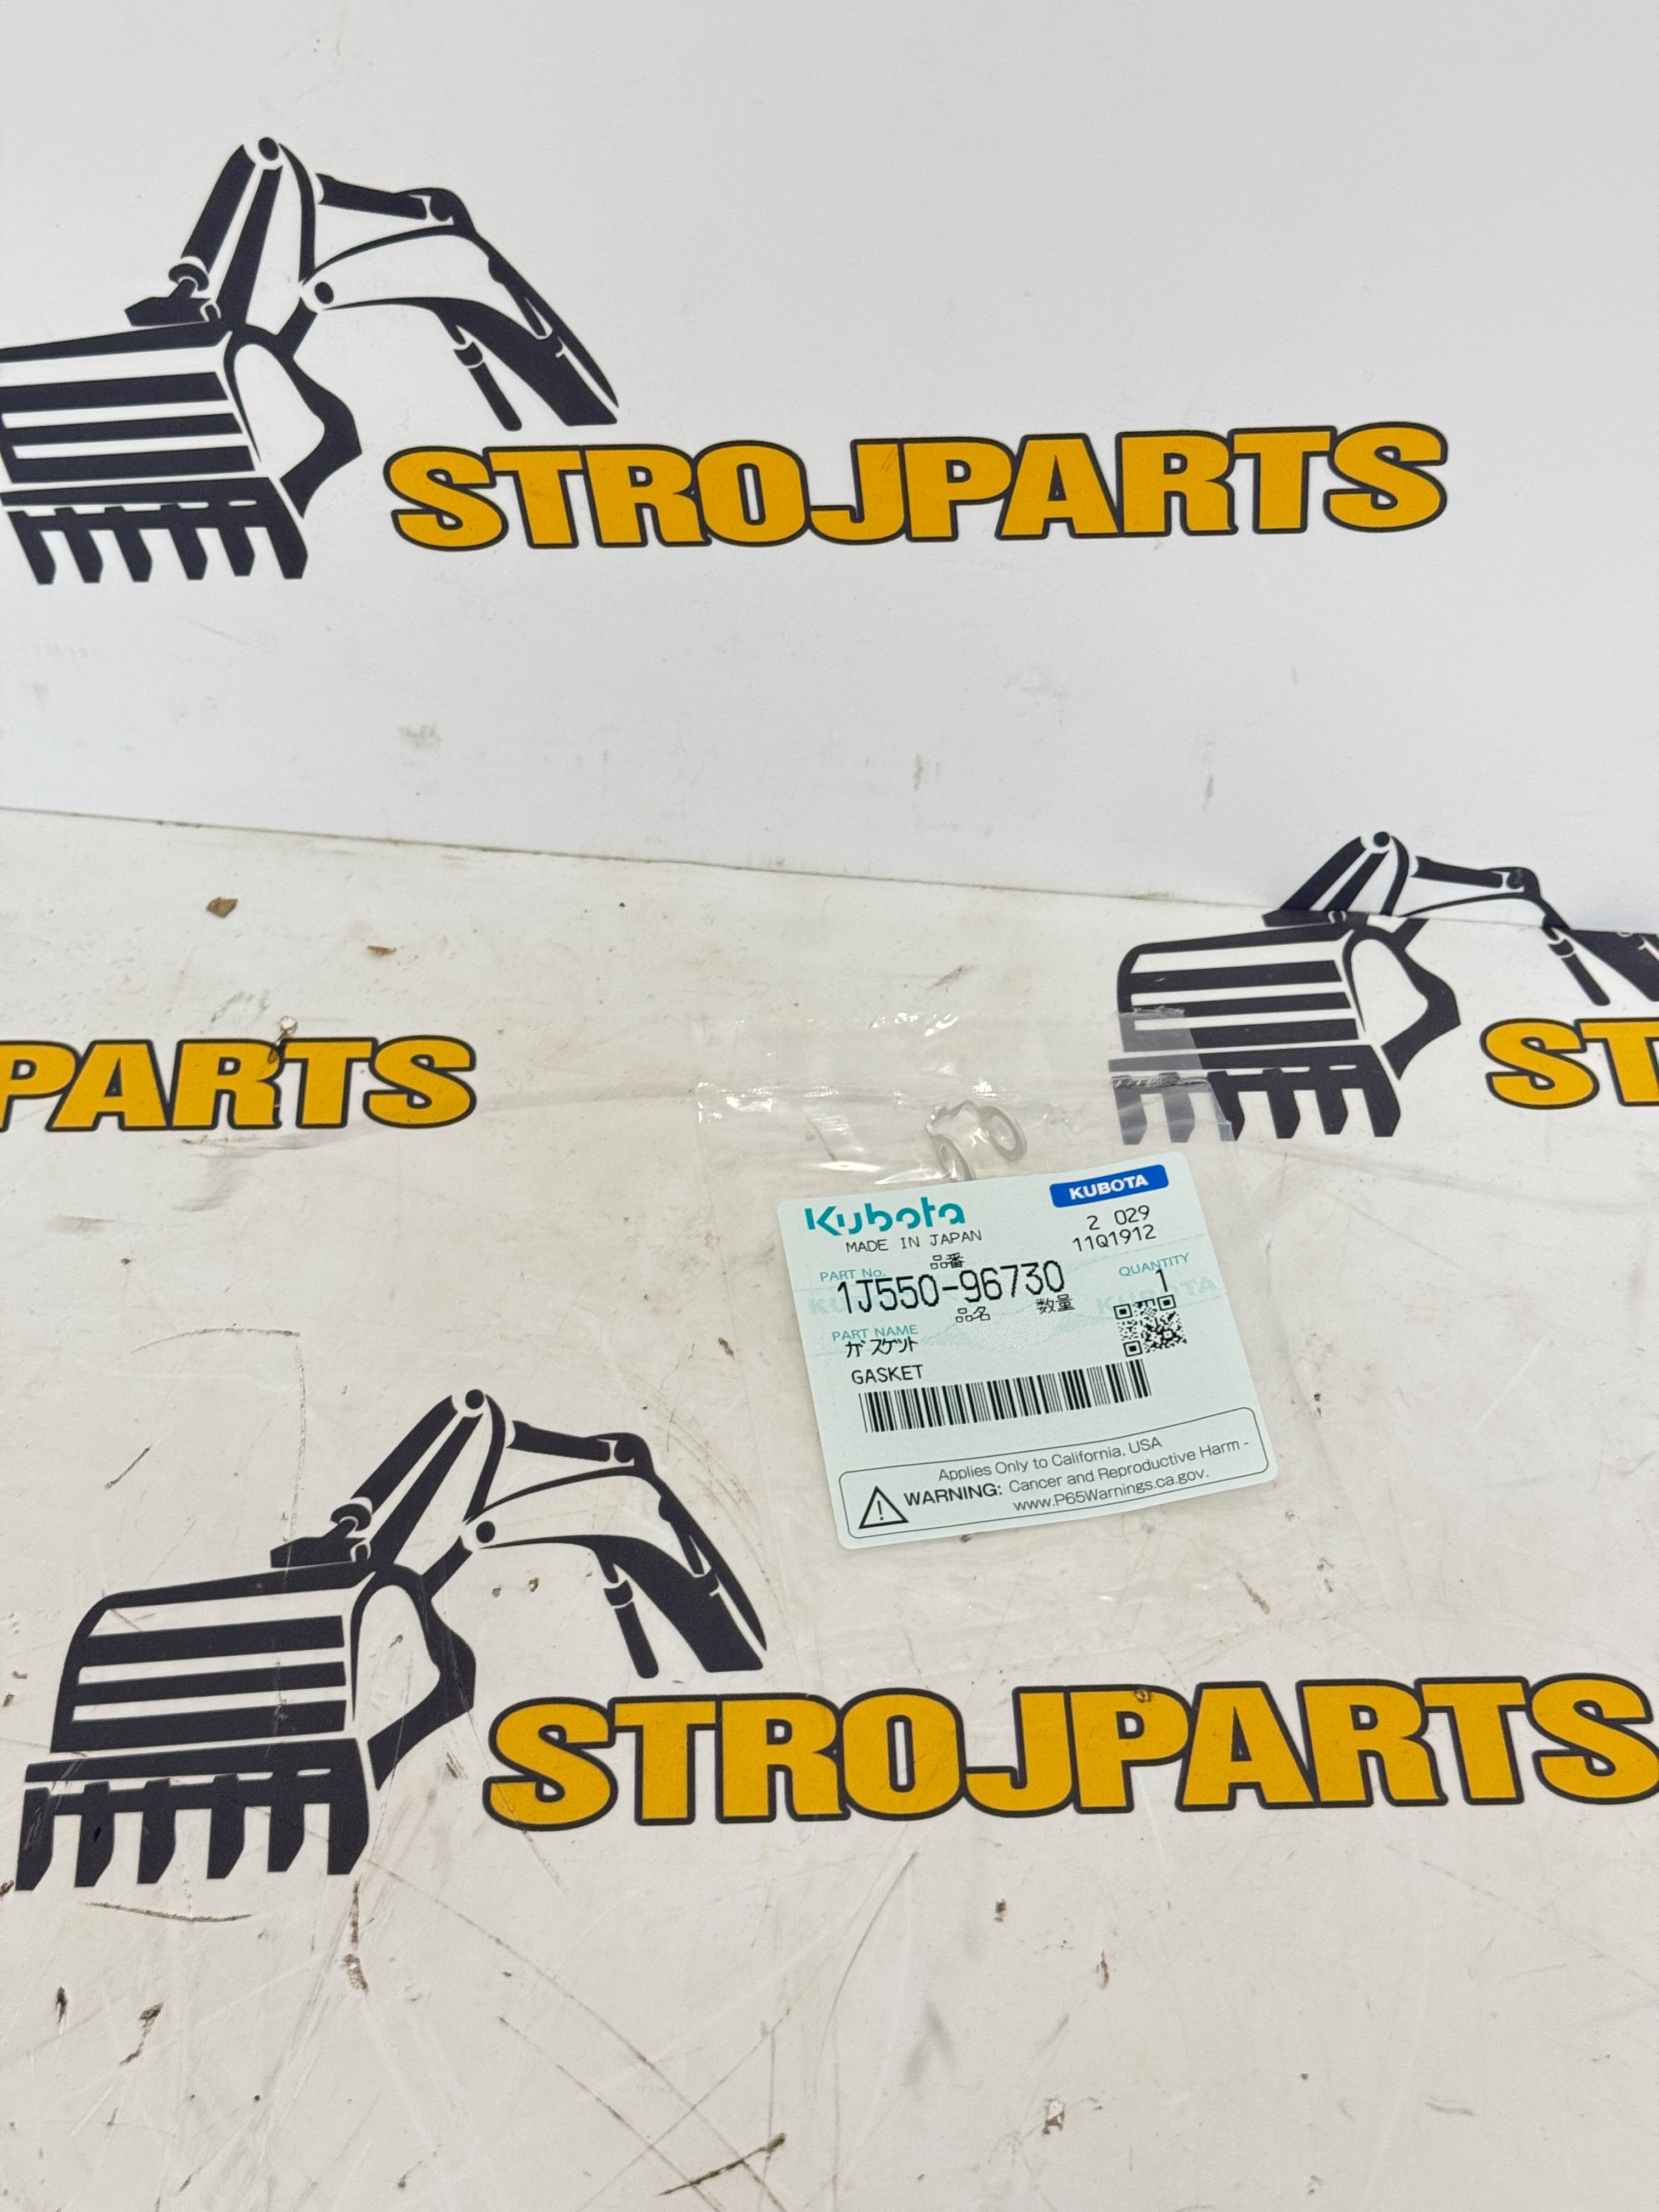 STROJPARTS
PARTS
ST
Kubota
KUBOTA
MADE IN JAPAN
2 029
11Q1912
品番
PART No.
1J550-96730
QUANTITY
1
品名 数量
PART NAME
ガスケット
GASKET
Applies Only to California, USA
WARNING: Cancer and Reproductive Harm -
www.P65Warnings.ca.gov.
STROJPARTS